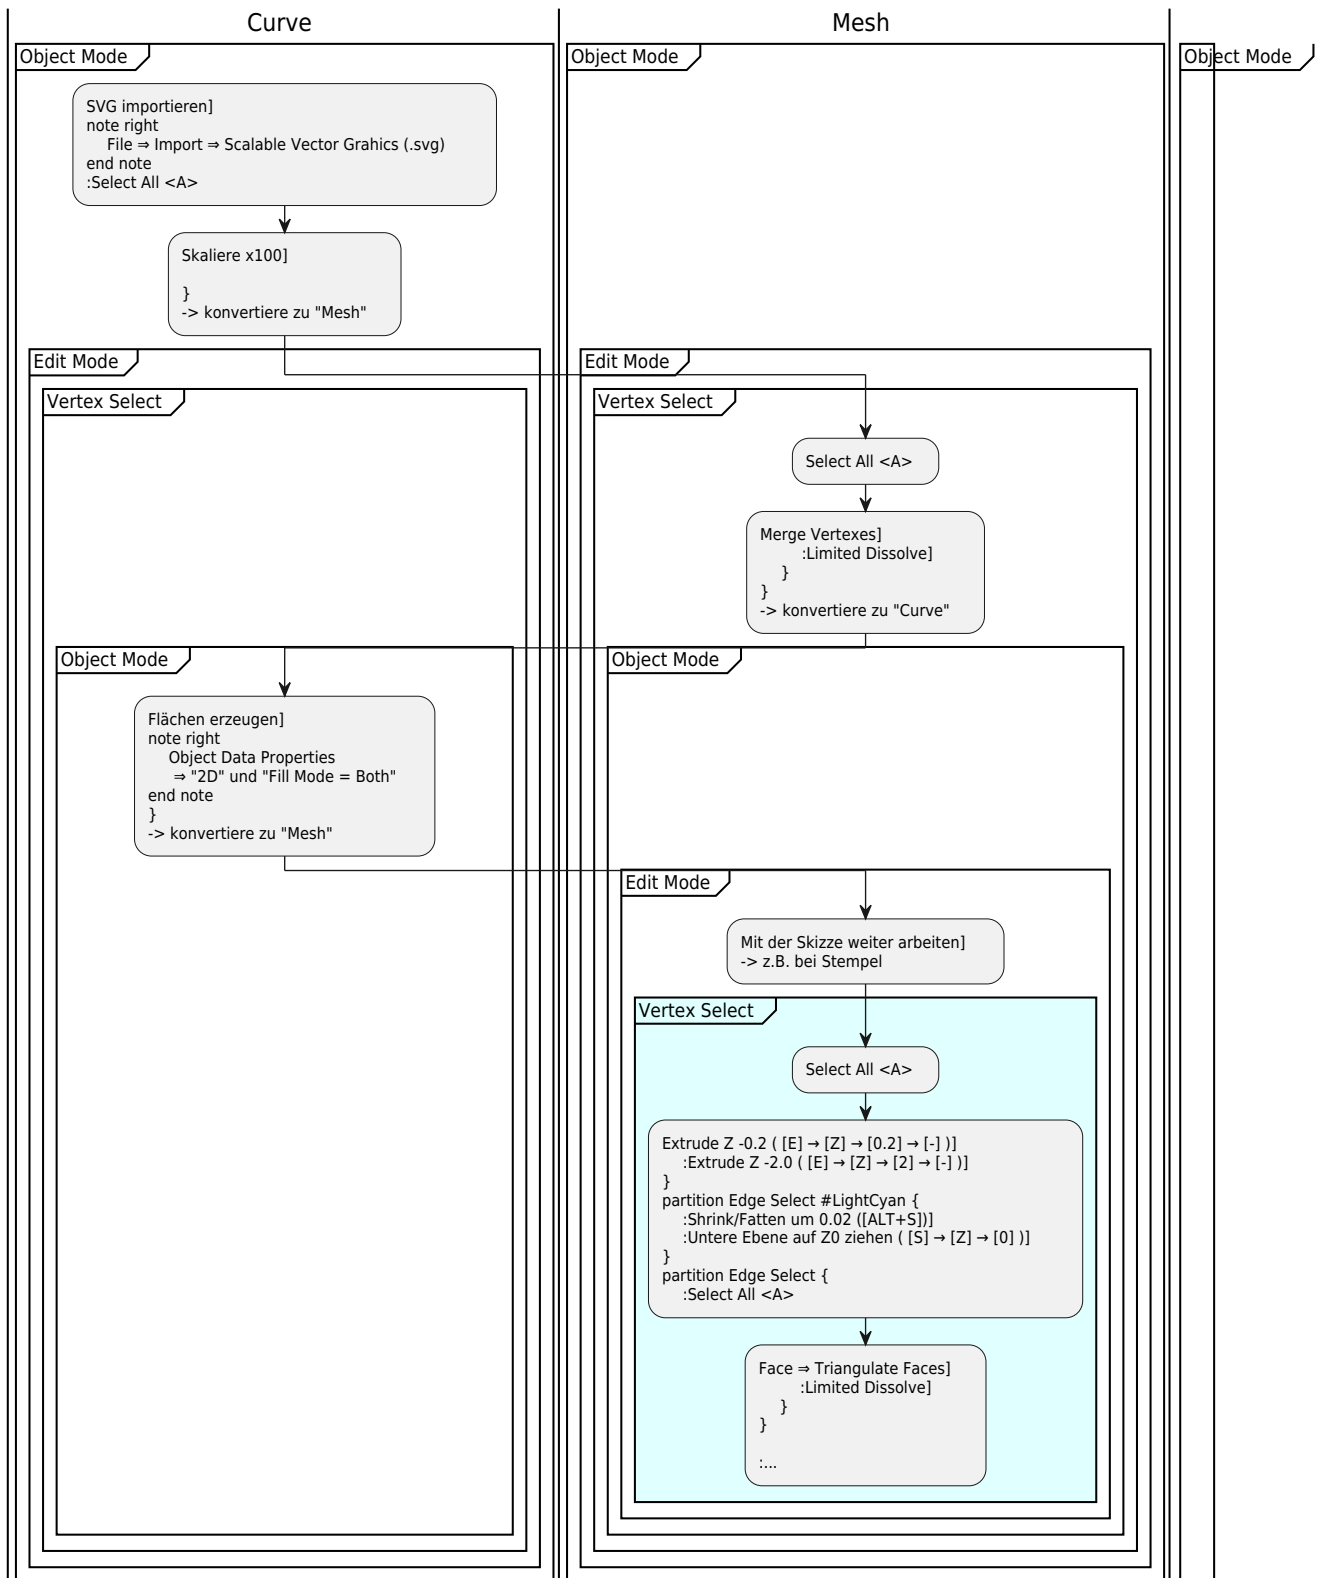 Curve
Mesh
Object Mode
Object Mode
Object Mode
SVG importieren]
note right
File ⇒ Import ⇒ Scalable Vector Grahics (.svg)
end note
:Select All <A>
Skaliere x100]
}
-> konvertiere zu "Mesh"
Edit Mode
Edit Mode
Vertex Select
Vertex Select
Select All <A>
Merge Vertexes]
:Limited Dissolve]
}
}
-> konvertiere zu "Curve"
Object Mode
Object Mode
Flächen erzeugen]
note right
Object Data Properties
⇒ "2D" und "Fill Mode = Both"
end note
}
-> konvertiere zu "Mesh"
Edit Mode
Mit der Skizze weiter arbeiten]
-> z.B. bei Stempel
Vertex Select
Select All <A>
Extrude Z -0.2 ( [E] → [Z] → [0.2] → [-] )]
:Extrude Z -2.0 ( [E] → [Z] → [2] → [-] )]
}
partition Edge Select #LightCyan {
:Shrink/Fatten um 0.02 ([ALT+S])]
:Untere Ebene auf Z0 ziehen ( [S] → [Z] → [0] )]
}
partition Edge Select {
:Select All <A>
Face ⇒ Triangulate Faces]
:Limited Dissolve]
}
}
:...